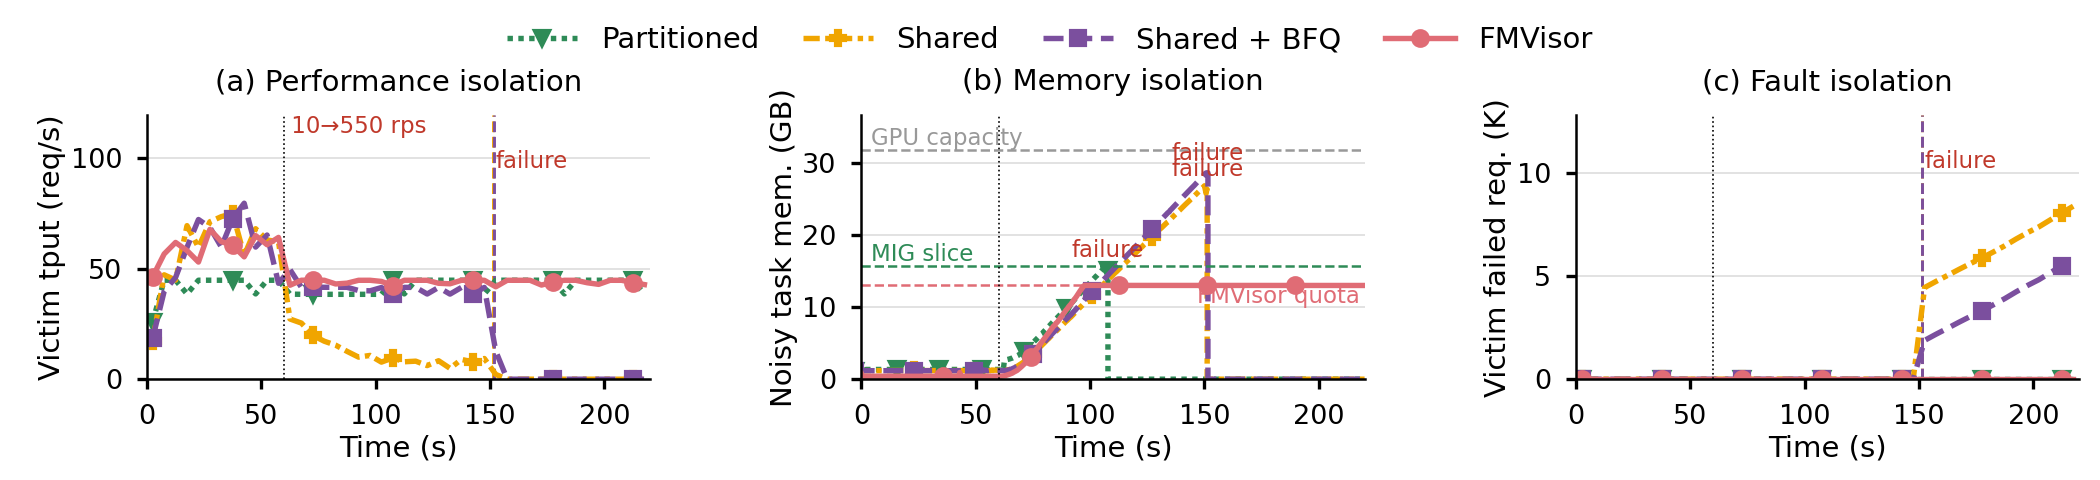 Partitioned Shared Shared + BFQ FMVisor
(a) Performance isolation
Victim tput (req/s)
100
50
0
10→550 rps
failure
0 50 100 150 200
Time (s)
(b) Memory isolation
Noisy task mem. (GB)
30
20
10
0
GPU capacity
failure
failure
MIG slice
failure
FMVisor quota
0 50 100 150 200
Time (s)
(c) Fault isolation
Victim failed req. (K)
10
5
0
failure
0 50 100 150 200
Time (s)